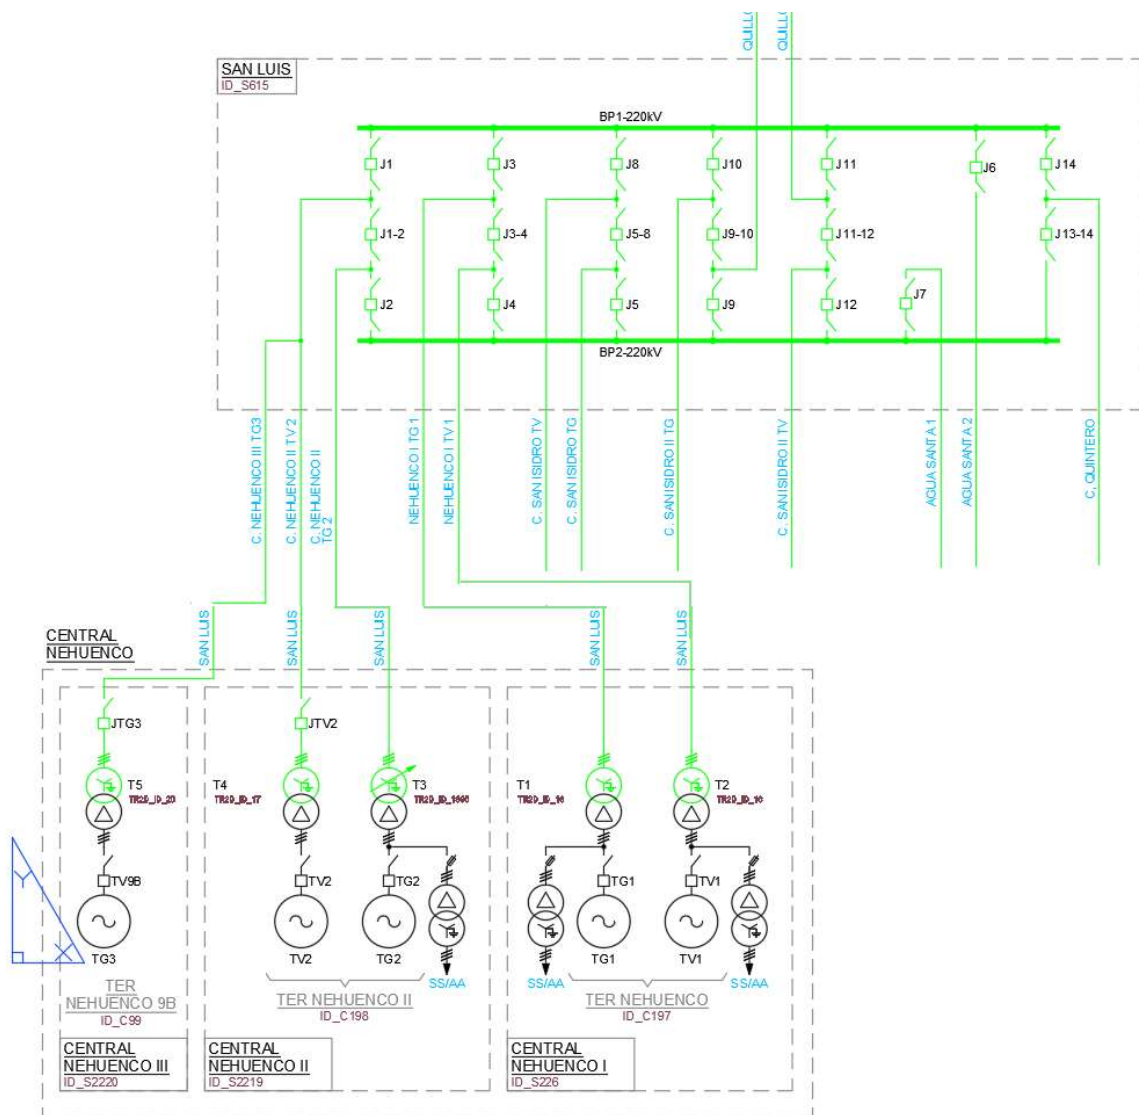 QUILLO
QUILLO
SAN LUIS
ID_S615
BP1-220kV
J1
J3
J8
J10
J11
J6
J14
J1-2
J3-4
J5-8
J9-10
J11-12
J13-14
J2
J4
J5
J9
J12
J7
BP2-220kV
C. NEHUENCO III TG3
C. NEHUENCO II TV 2
C. NEHUENCO II
TG 2
NEHUENCO I TG 1
NEHUENCO I TV 1
C. SAN ISIDRO TV
C. SAN ISIDRO TG
C. SAN ISIDRO II TG
C. SAN ISIDRO II TV
AGUA SANTA 1
AGUA SANTA 2
C, QUINTERO
CENTRAL
NEHUENCO
SAN LUIS
SAN LUIS
SAN LUIS
SAN LUIS
SAN LUIS
JTG3
JTV2
T5
T4
T3
T1
T2
TV9B
TV2
TG2
TG1
TV1
Y
X
TG3
TV2
TG2
TG1
TV1
SS/AA
SS/AA
SS/AA
TER
NEHUENCO 9B
ID_C99
TER NEHUENCO II
ID_C198
TER NEHUENCO
ID_C197
CENTRAL
NEHUENCO III
ID_S2220
CENTRAL
NEHUENCO II
ID_S2219
CENTRAL
NEHUENCO I
ID_S226